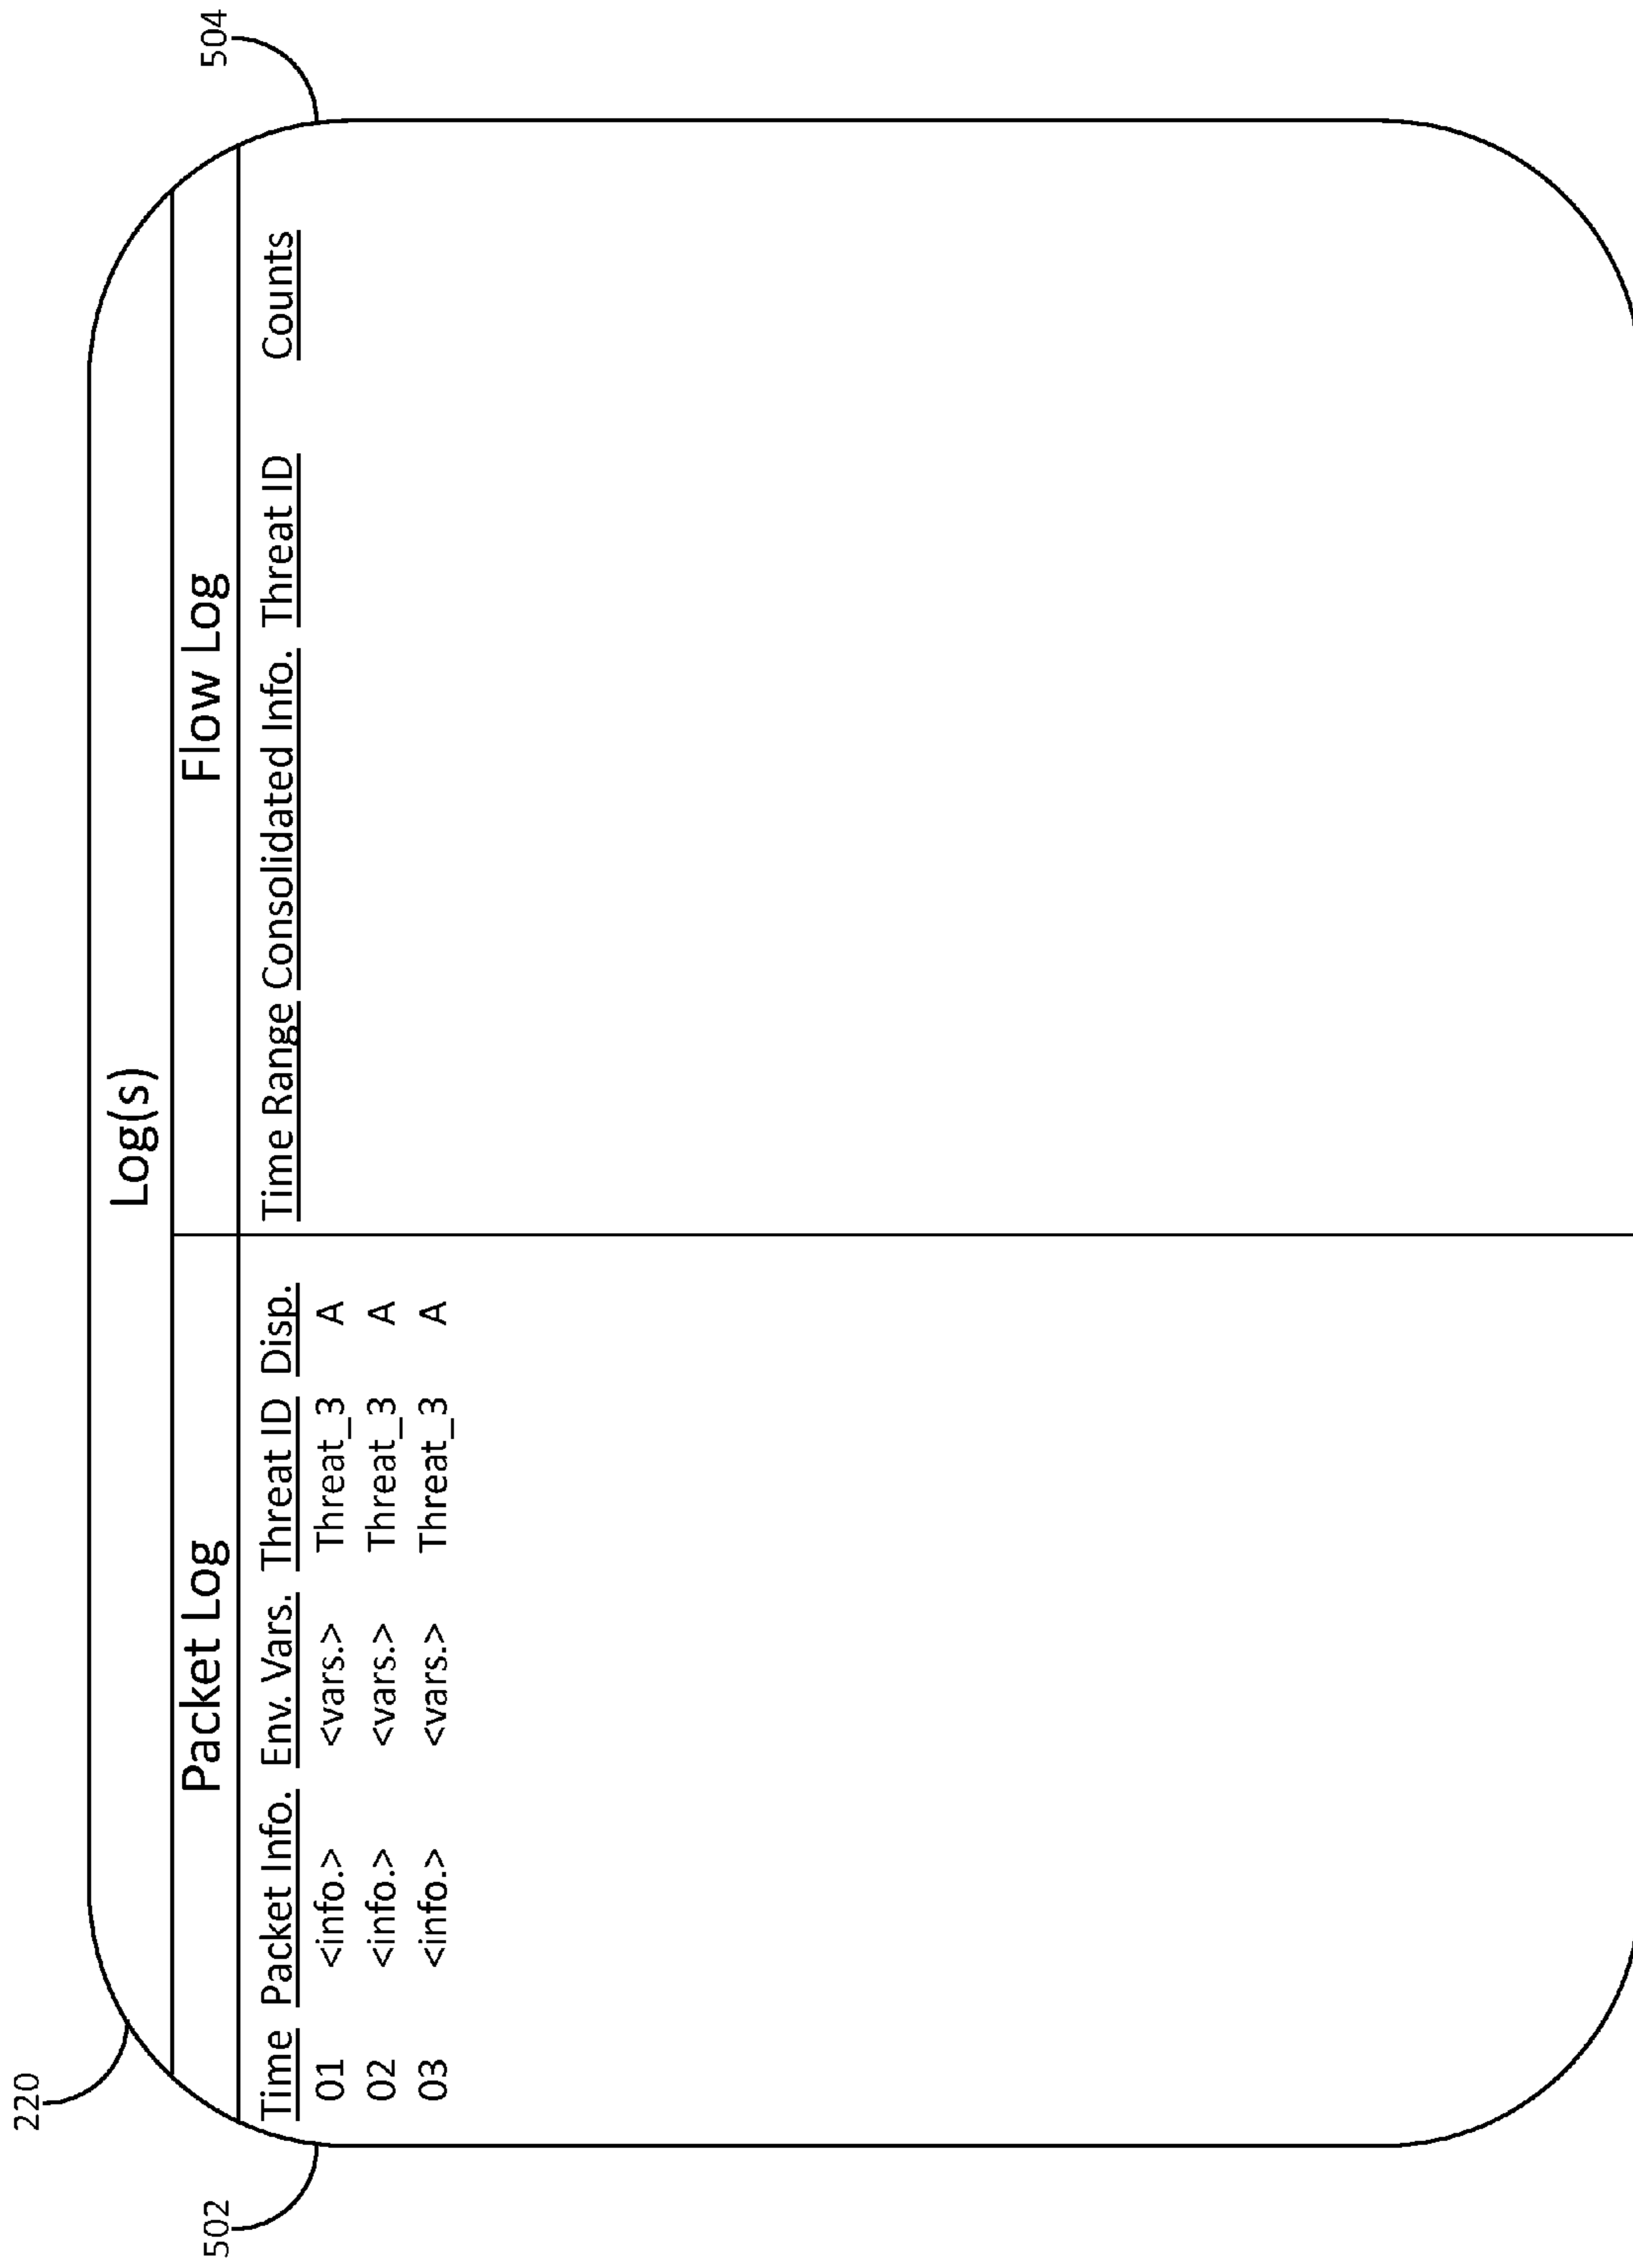 220
Log(s)
502
Packet Log
Flow Log
504
Time Packet Info. Env. Vars. Threat ID Disp.
01 <info.> <vars.> Threat_3 A
02 <info.> <vars.> Threat_3 A
03 <info.> <vars.> Threat_3 A
Time Range Consolidated Info. Threat ID Counts